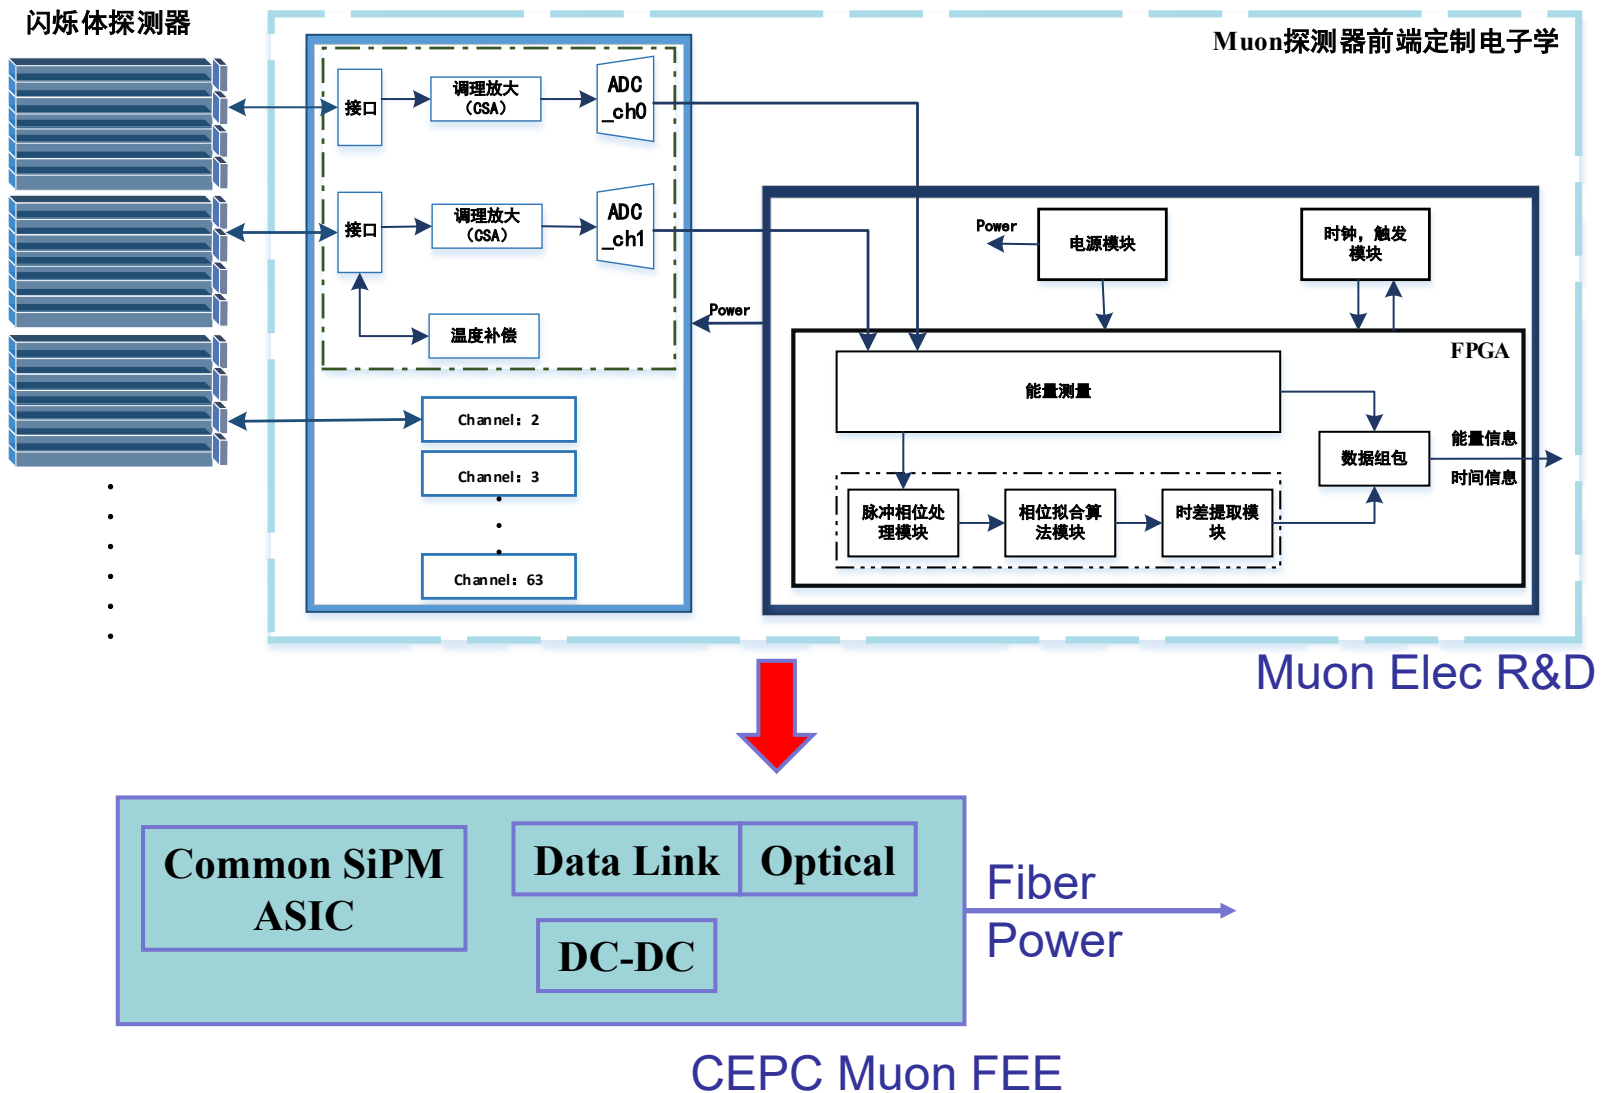 闪烁体探测器
Muon探测器前端定制电子学
接口
调理放大
（CSA）
ADC
_ch0
接口
调理放大
（CSA）
ADC
_ch1
温度补偿
Channel：2
Channel：3
Channel：63
Power
Power
电源模块
时钟，触发
模块
FPGA
能量测量
数据组包
能量信息
时间信息
脉冲相位处
理模块
相位拟合算
法模块
时差提取模
块
Muon Elec R&D
Common SiPM
ASIC
Data Link
Optical
DC-DC
Fiber
Power
CEPC Muon FEE